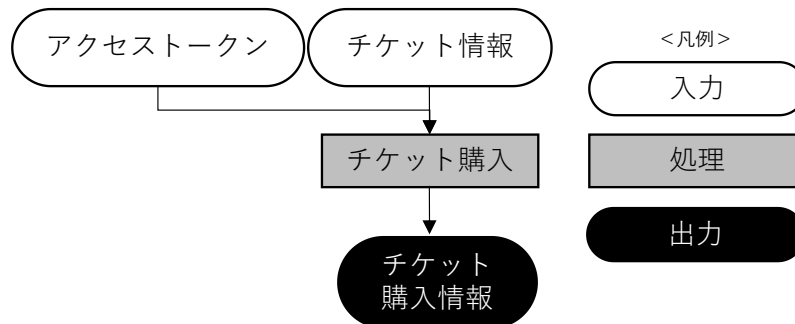 アクセストークン
チケット情報
チケット購入
チケット
購入情報
<凡例>
入力
処理
出力